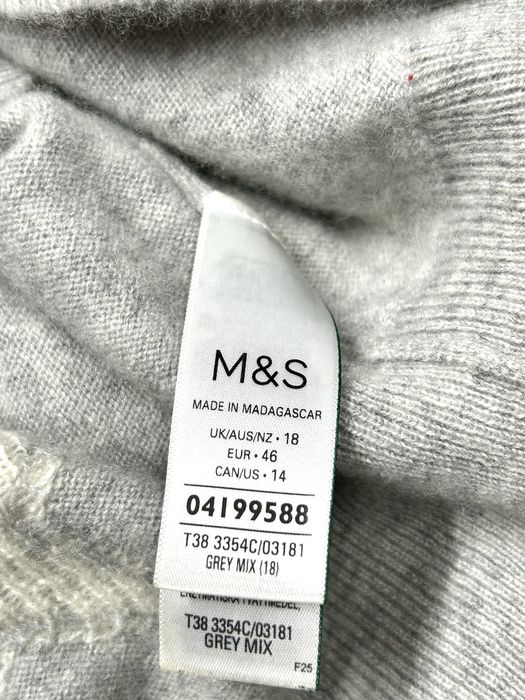 M&S
MADE IN MADAGASCAR
UK/AUS/NZ • 18
EUR • 46
CAN/US • 14
04199588
T38 3354C/03181
GREY MIX (18)
T38 3354C/03181
GREY MIX
F25